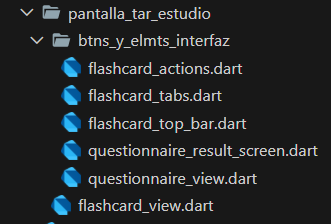 pantalla_tar_estudio
btns_y_elmts_interfaz
flashcard_actions.dart
flashcard_tabs.dart
flashcard_top_bar.dart
questionnaire_result_screen.dart
questionnaire_view.dart
flashcard_view.dart